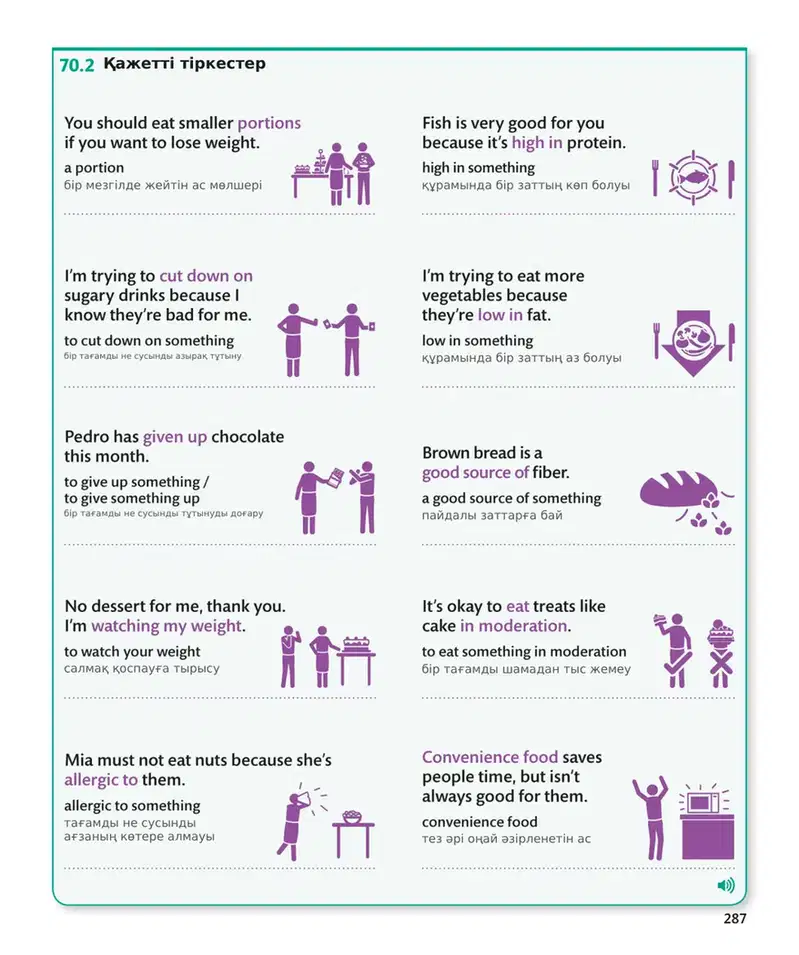 70.2 Қажетті тіркестер
You should eat smaller portions
if you want to lose weight.
a portion
бір мезгілде жейтін ас мөлшері
Fish is very good for you
because it's high in protein.
high in something
құрамында бір заттың көп болуы
I'm trying to cut down on
sugary drinks because I
know they're bad for me.
to cut down on something
бір тағамды не сусынды азырақ тұтыну
I'm trying to eat more
vegetables because
they're low in fat.
low in something
құрамында бір заттың аз болуы
Pedro has given up chocolate
this month.
to give up something /
to give something up
бір тағамды не сусынды тұтынуды доғару
Brown bread is a
good source of fiber.
a good source of something
пайдалы заттарға бай
No dessert for me, thank you.
I'm watching my weight.
to watch your weight
салмақ қоспауға тырысу
It's okay to eat treats like
cake in moderation.
to eat something in moderation
бір тағамды шамадан тыс жемеу
Mia must not eat nuts because she's
allergic to them.
allergic to something
тағамды не сусынды
ағзаның көтере алмауы
Convenience food saves
people time, but isn't
always good for them.
convenience food
тез әрі оңай әзірленетін ас
287